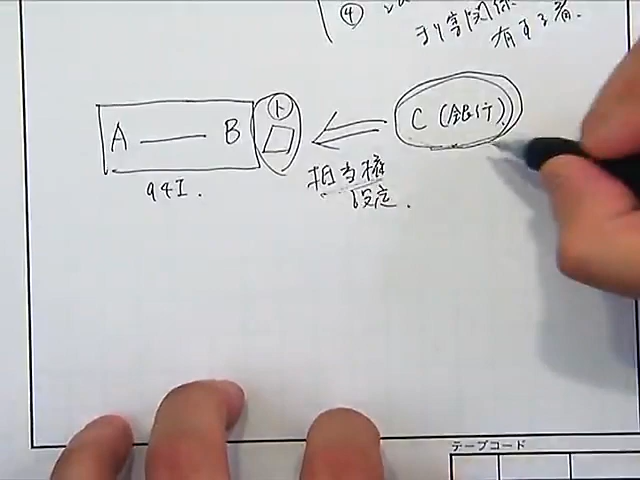 ④
利害関係
有する者.
ト
A — B
C (銀行)
94I.
抵当権
設定.
テープコード